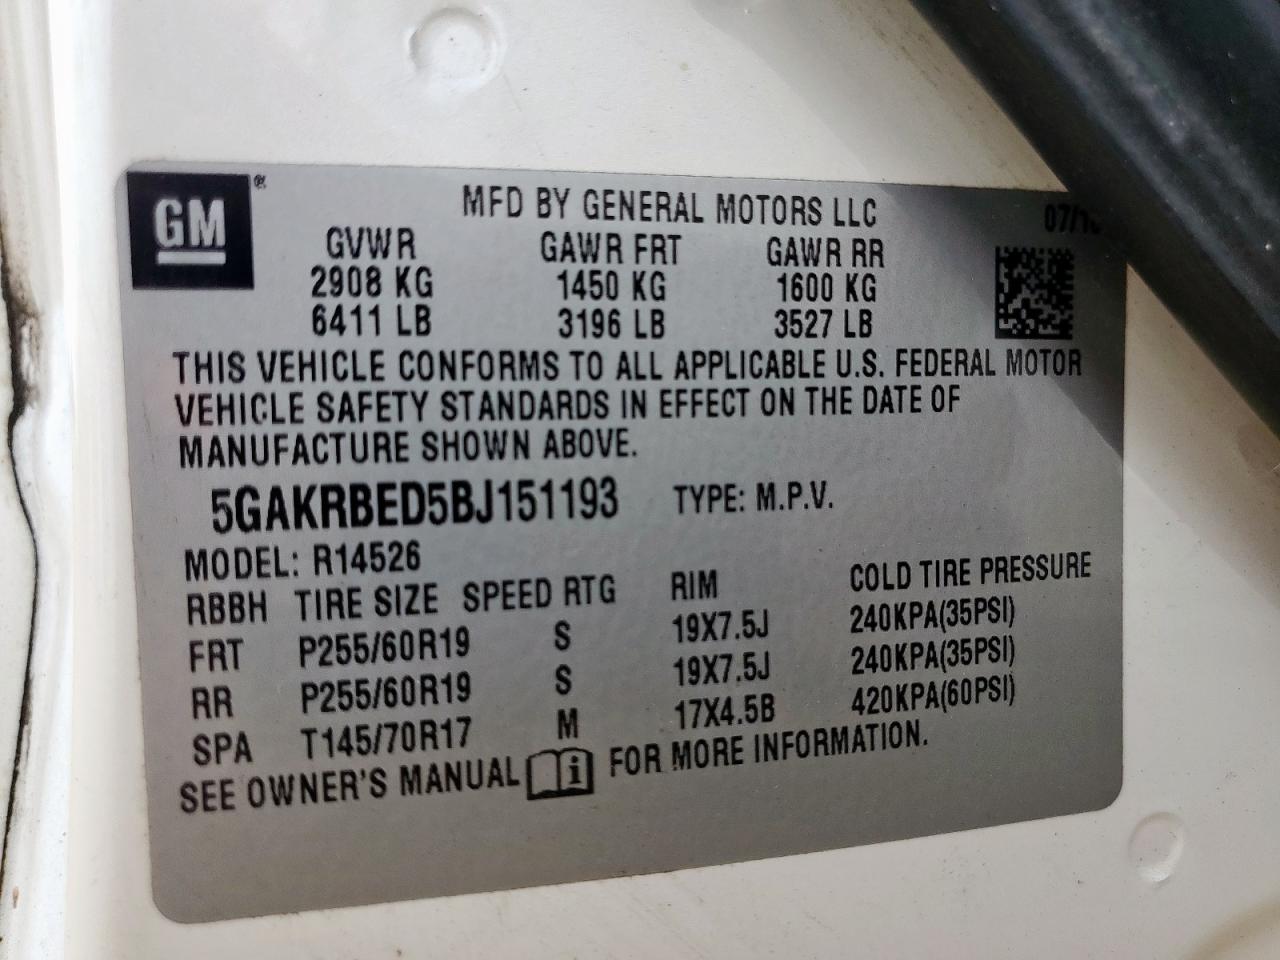 GM ®
MFD BY GENERAL MOTORS LLC
GVWR GAWR FRT GAWR RR
2908 KG 1450 KG 1600 KG
6411 LB 3196 LB 3527 LB
THIS VEHICLE CONFORMS TO ALL APPLICABLE U.S. FEDERAL MOTOR
VEHICLE SAFETY STANDARDS IN EFFECT ON THE DATE OF
MANUFACTURE SHOWN ABOVE.
5GAKRBED5BJ151193 TYPE: M.P.V.
MODEL: R14526
RBBH TIRE SIZE SPEED RTG RIM COLD TIRE PRESSURE
FRT P255/60R19 S 19X7.5J 240KPA(35PSI)
RR P255/60R19 S 19X7.5J 240KPA(35PSI)
SPA T145/70R17 M 17X4.5B 420KPA(60PSI)
SEE OWNER'S MANUAL i FOR MORE INFORMATION.